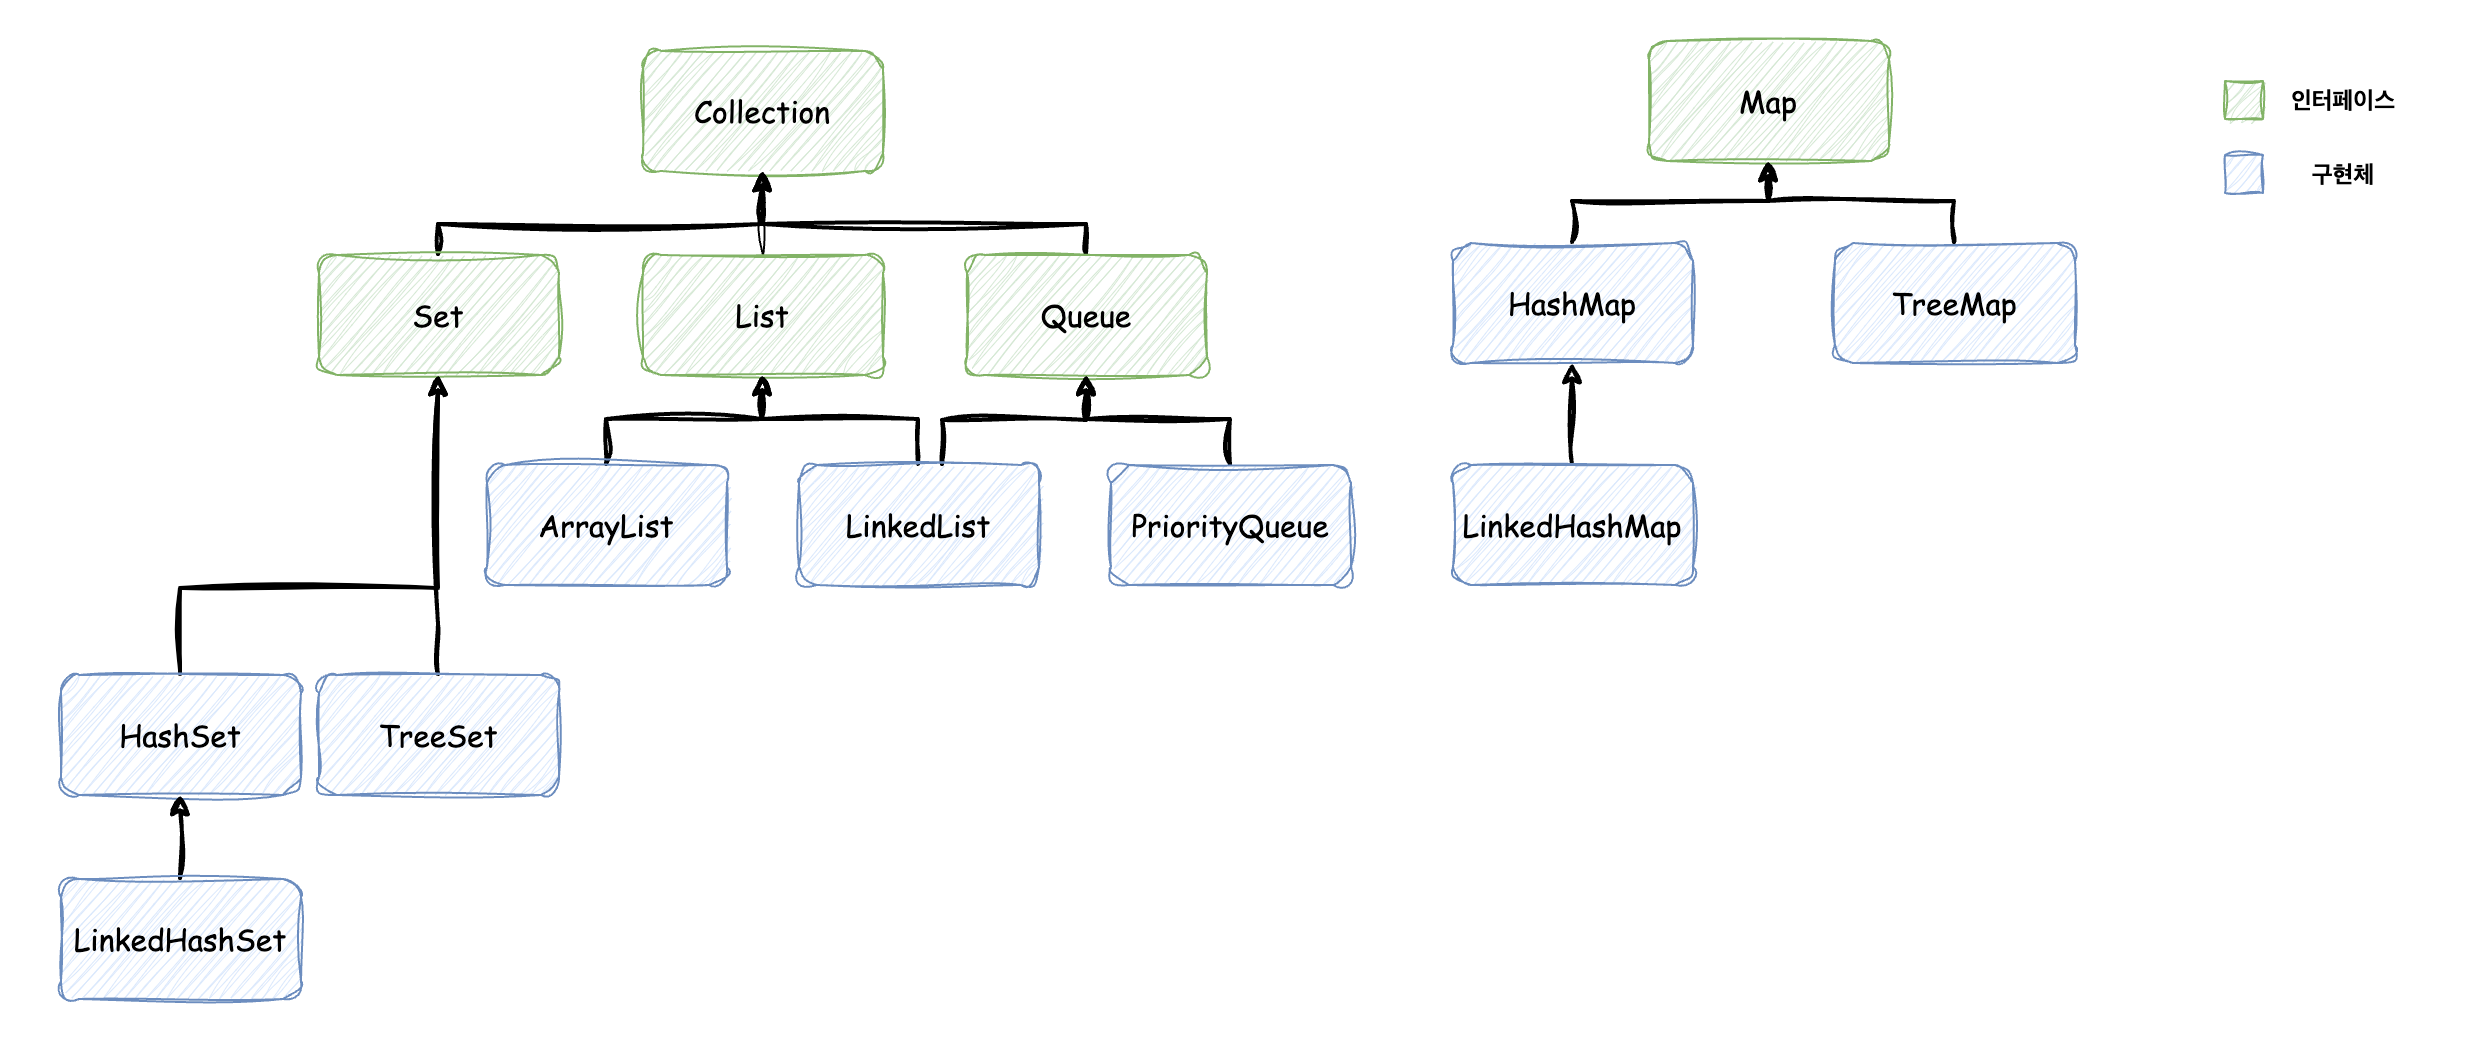 Collection
Map
인터페이스
구현체
Set
List
Queue
HashMap
TreeMap
ArrayList
LinkedList
PriorityQueue
LinkedHashMap
HashSet
TreeSet
LinkedHashSet